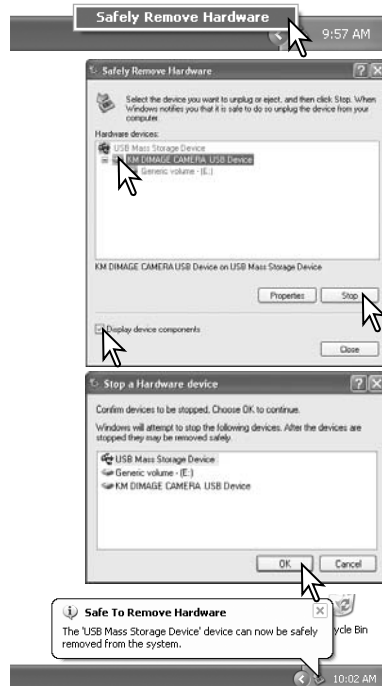 Safely Remove Hardware
9:57 AM
Safely Remove Hardware
Select the device you want to unplug or eject, and then click Stop. When
Windows notifies you that it is safe to do so unplug the device from your
computer.
Hardware devices:
USB Mass Storage Device
KM DIMAGE CAMERA USB Device
Generic volume - (E:)
KM DIMAGE CAMERA USB Device on USB Mass Storage Device
Properties Stop
Display device components
Close
Stop a Hardware device
Confirm devices to be stopped, Choose OK to continue.
Windows will attempt to stop the following devices. After the devices are
stopped they may be removed safely.
USB Mass Storage Device
Generic volume - (E:)
KM DIMAGE CAMERA USB Device
OK Cancel
Safe To Remove Hardware
The 'USB Mass Storage Device' device can now be safely
removed from the system.
ycle Bin
10:02 AM